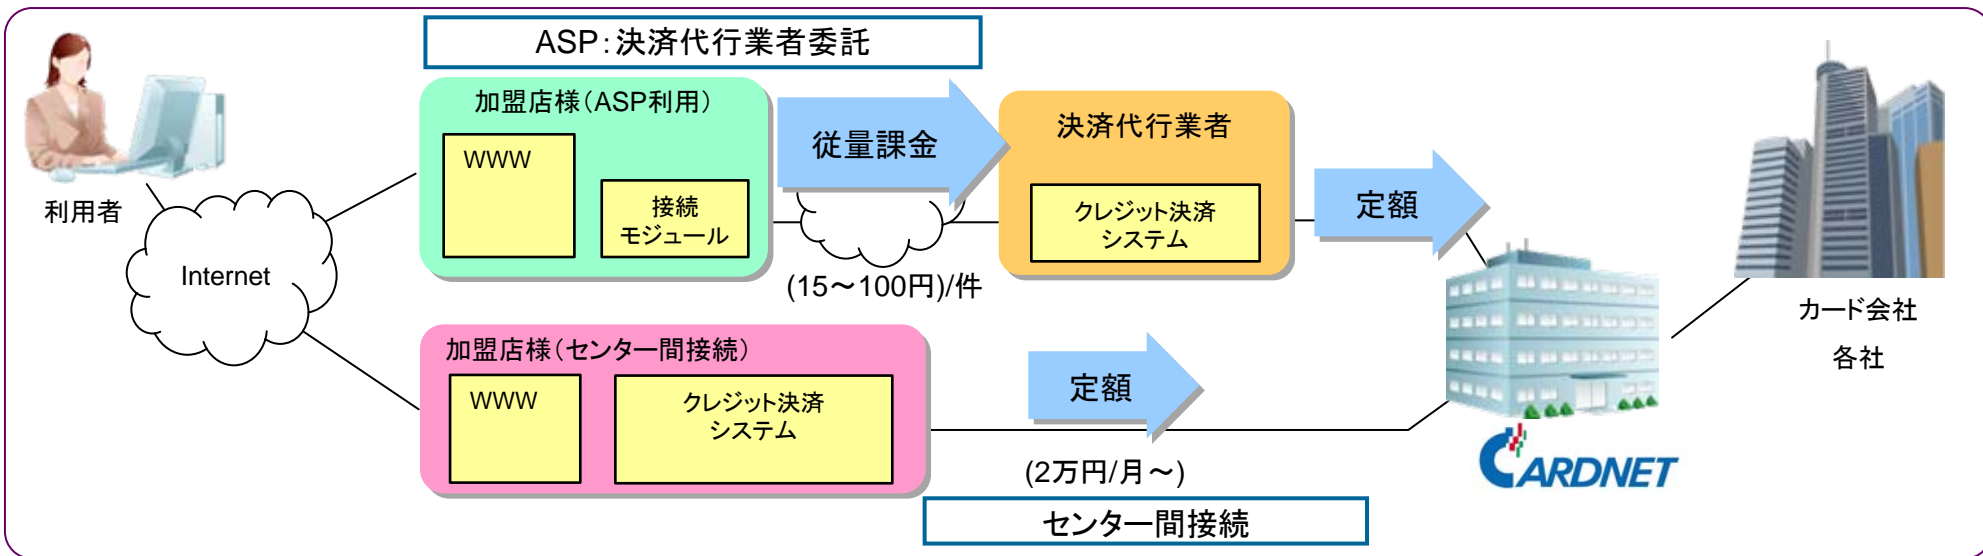 ASP:決済代行業者委託
利用者
Internet
加盟店様(ASP利用)
WWW
接続
モジュール
従量課金
(15～100円)/件
決済代行業者
クレジット決済
システム
定額
加盟店様(センター間接続)
WWW
クレジット決済
システム
定額
(2万円/月～)
センター間接続
CARDNET
カード会社
各社